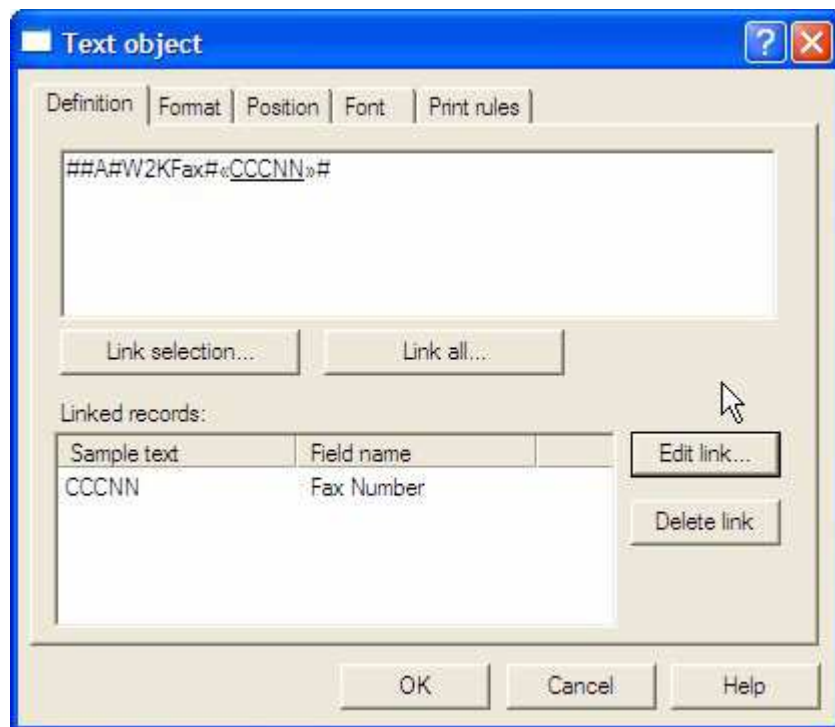 Text object
Definition Format Position Font Print rules
##A#W2KFax#«CCCNN»#
Link selection... Link all...
Linked records:
Sample text Field name
Edit link...
CCCNN Fax Number
Delete link
OK Cancel Help